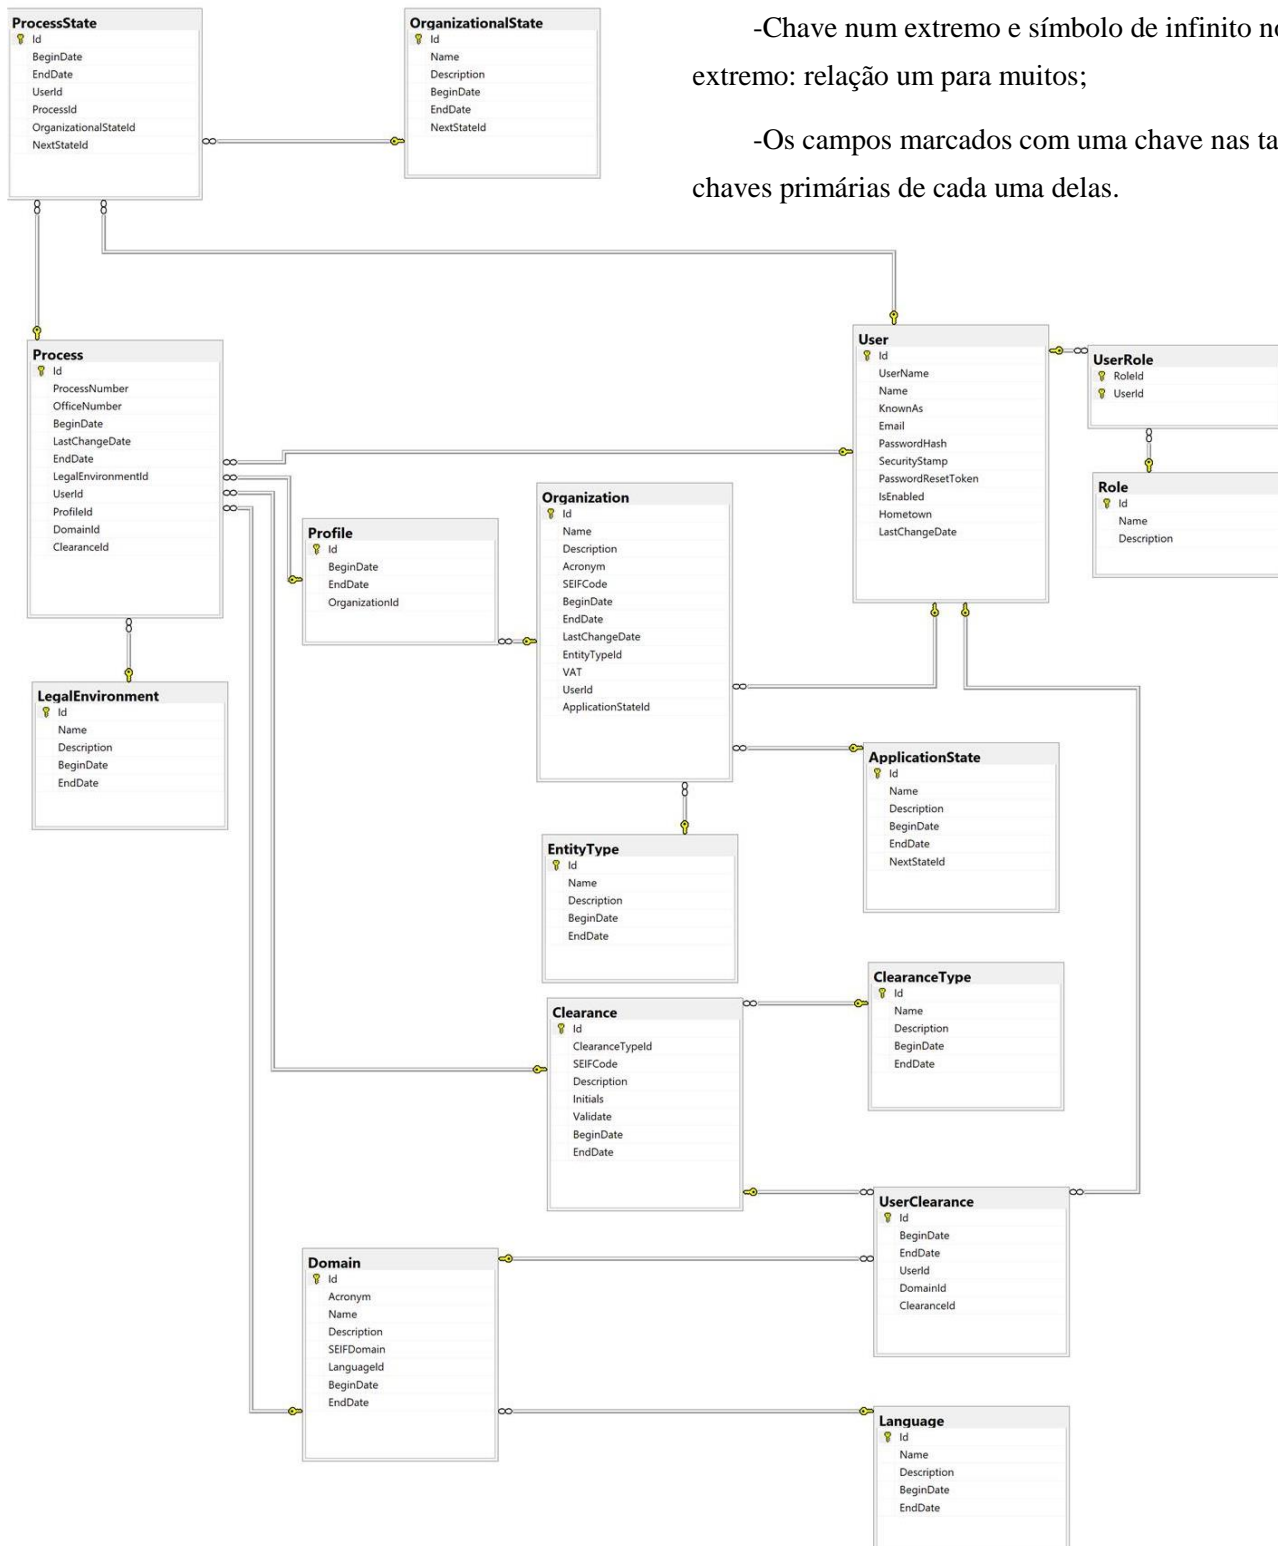 -Chave num extremo e símbolo de infinito no
extremo: relação um para muitos;
-Os campos marcados com uma chave nas ta
chaves primárias de cada uma delas.
ProcessState
Id
BeginDate
EndDate
UserId
ProcessId
OrganizationalStateId
NextStateId
OrganizationalState
Id
Name
Description
BeginDate
EndDate
NextStateId
Process
Id
ProcessNumber
OfficeNumber
BeginDate
LastChangeDate
EndDate
LegalEnvironmentId
UserId
ProfileId
DomainId
ClearanceId
User
Id
UserName
Name
KnownAs
Email
PasswordHash
SecurityStamp
PasswordResetToken
IsEnabled
Hometown
LastChangeDate
UserRole
RoleId
UserId
Role
Id
Name
Description
Profile
Id
BeginDate
EndDate
OrganizationId
Organization
Id
Name
Description
Acronym
SEIFCode
BeginDate
EndDate
LastChangeDate
EntityTypeId
VAT
UserId
ApplicationStateId
LegalEnvironment
Id
Name
Description
BeginDate
EndDate
ApplicationState
Id
Name
Description
BeginDate
EndDate
NextStateId
EntityType
Id
Name
Description
BeginDate
EndDate
ClearanceType
Id
Name
Description
BeginDate
EndDate
Clearance
Id
ClearanceTypeId
SEIFCode
Description
Initials
Validate
BeginDate
EndDate
UserClearance
Id
BeginDate
EndDate
UserId
DomainId
ClearanceId
Domain
Id
Acronym
Name
Description
SEIFDomain
LanguageId
BeginDate
EndDate
Language
Id
Name
Description
BeginDate
EndDate